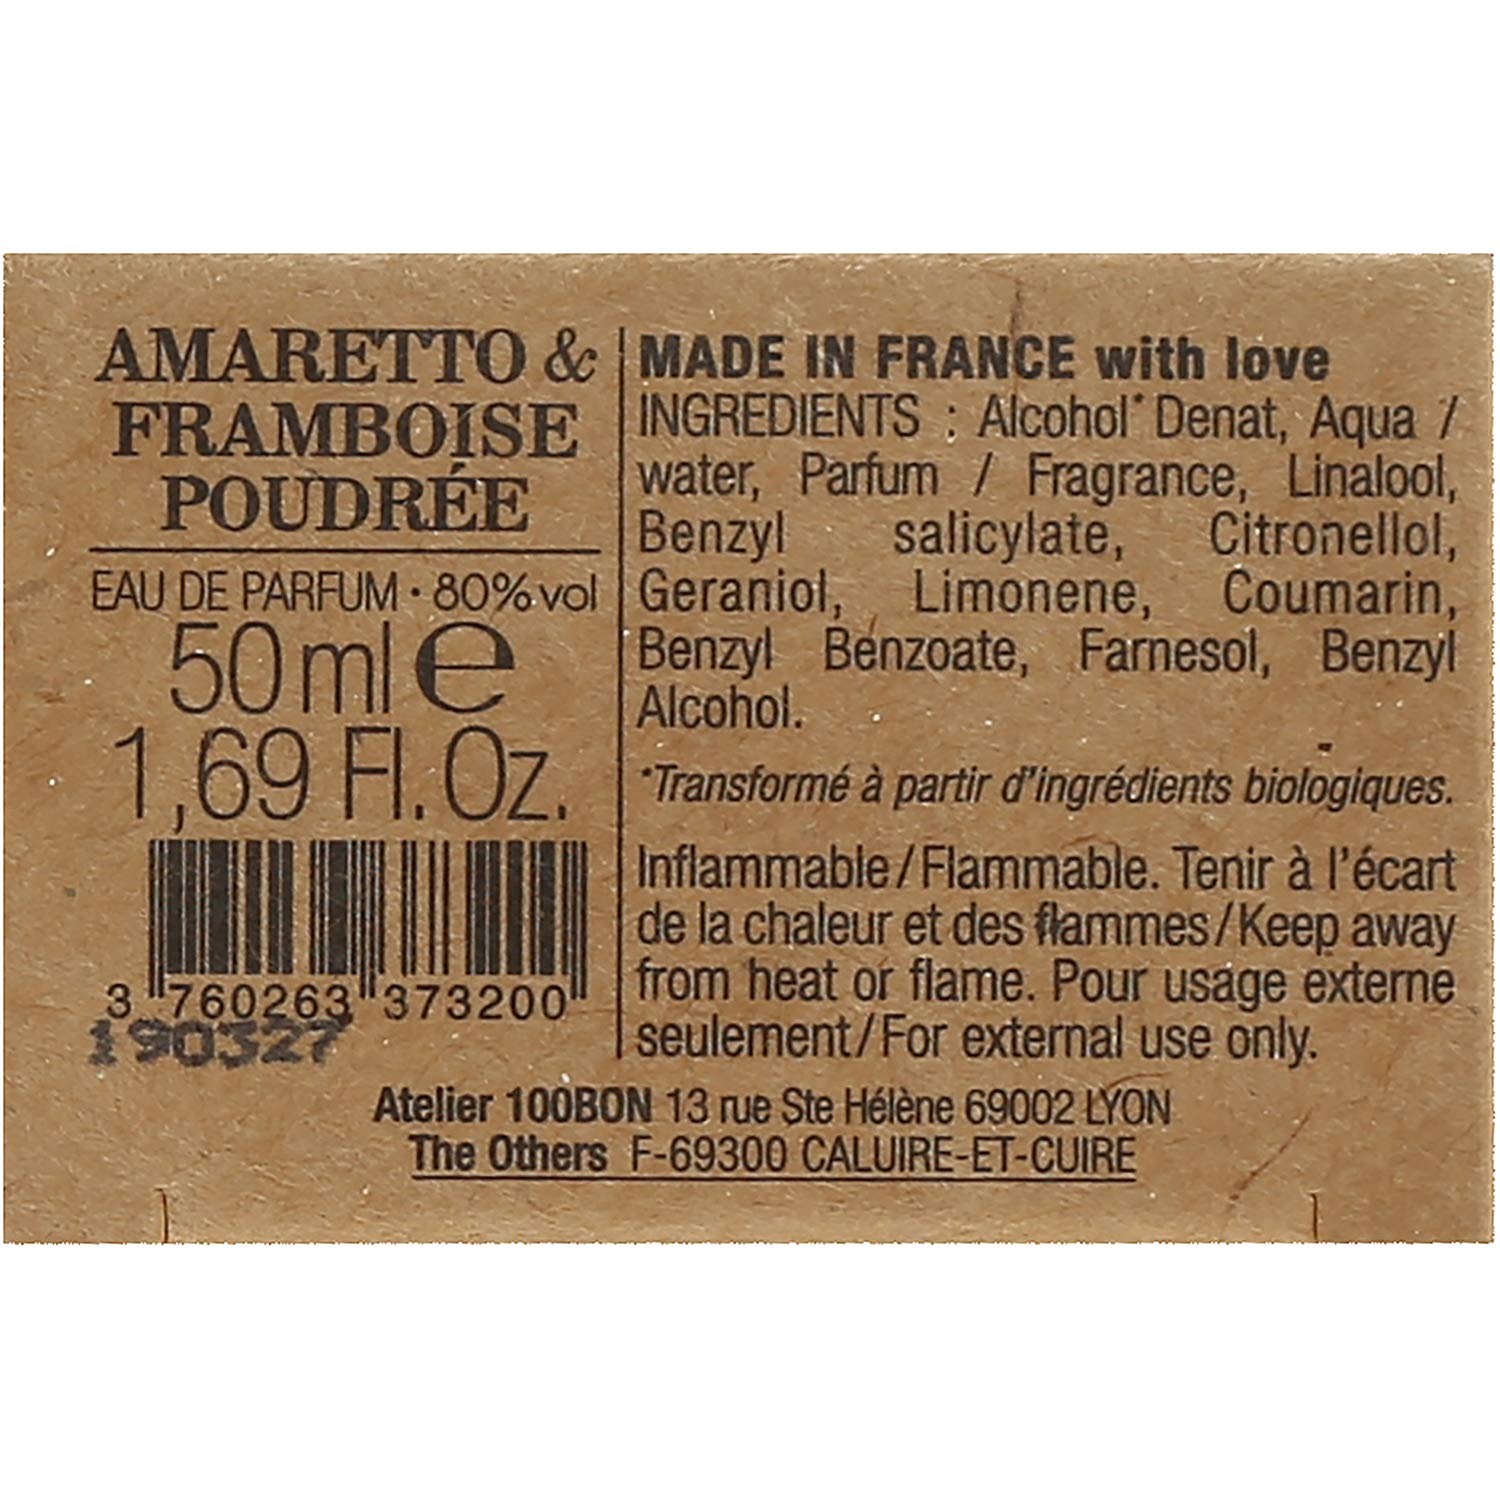 AMARETTO &
FRAMBOISE
POUDRÉE
EAU DE PARFUM · 80% vol
50 ml e
1,69 Fl. Oz.
3 760263 373200
190327
MADE IN FRANCE with love
INGREDIENTS : Alcohol* Denat, Aqua /
water, Parfum / Fragrance, Linalool,
Benzyl salicylate, Citronellol,
Geraniol, Limonene, Coumarin,
Benzyl Benzoate, Farnesol, Benzyl
Alcohol.
*Transformé à partir d'ingrédients biologiques.
Inflammable / Flammable. Tenir à l'écart
de la chaleur et des flammes / Keep away
from heat or flame. Pour usage externe
seulement / For external use only.
Atelier 100BON 13 rue Ste Hélène 69002 LYON
The Others F-69300 CALUIRE-ET-CUIRE